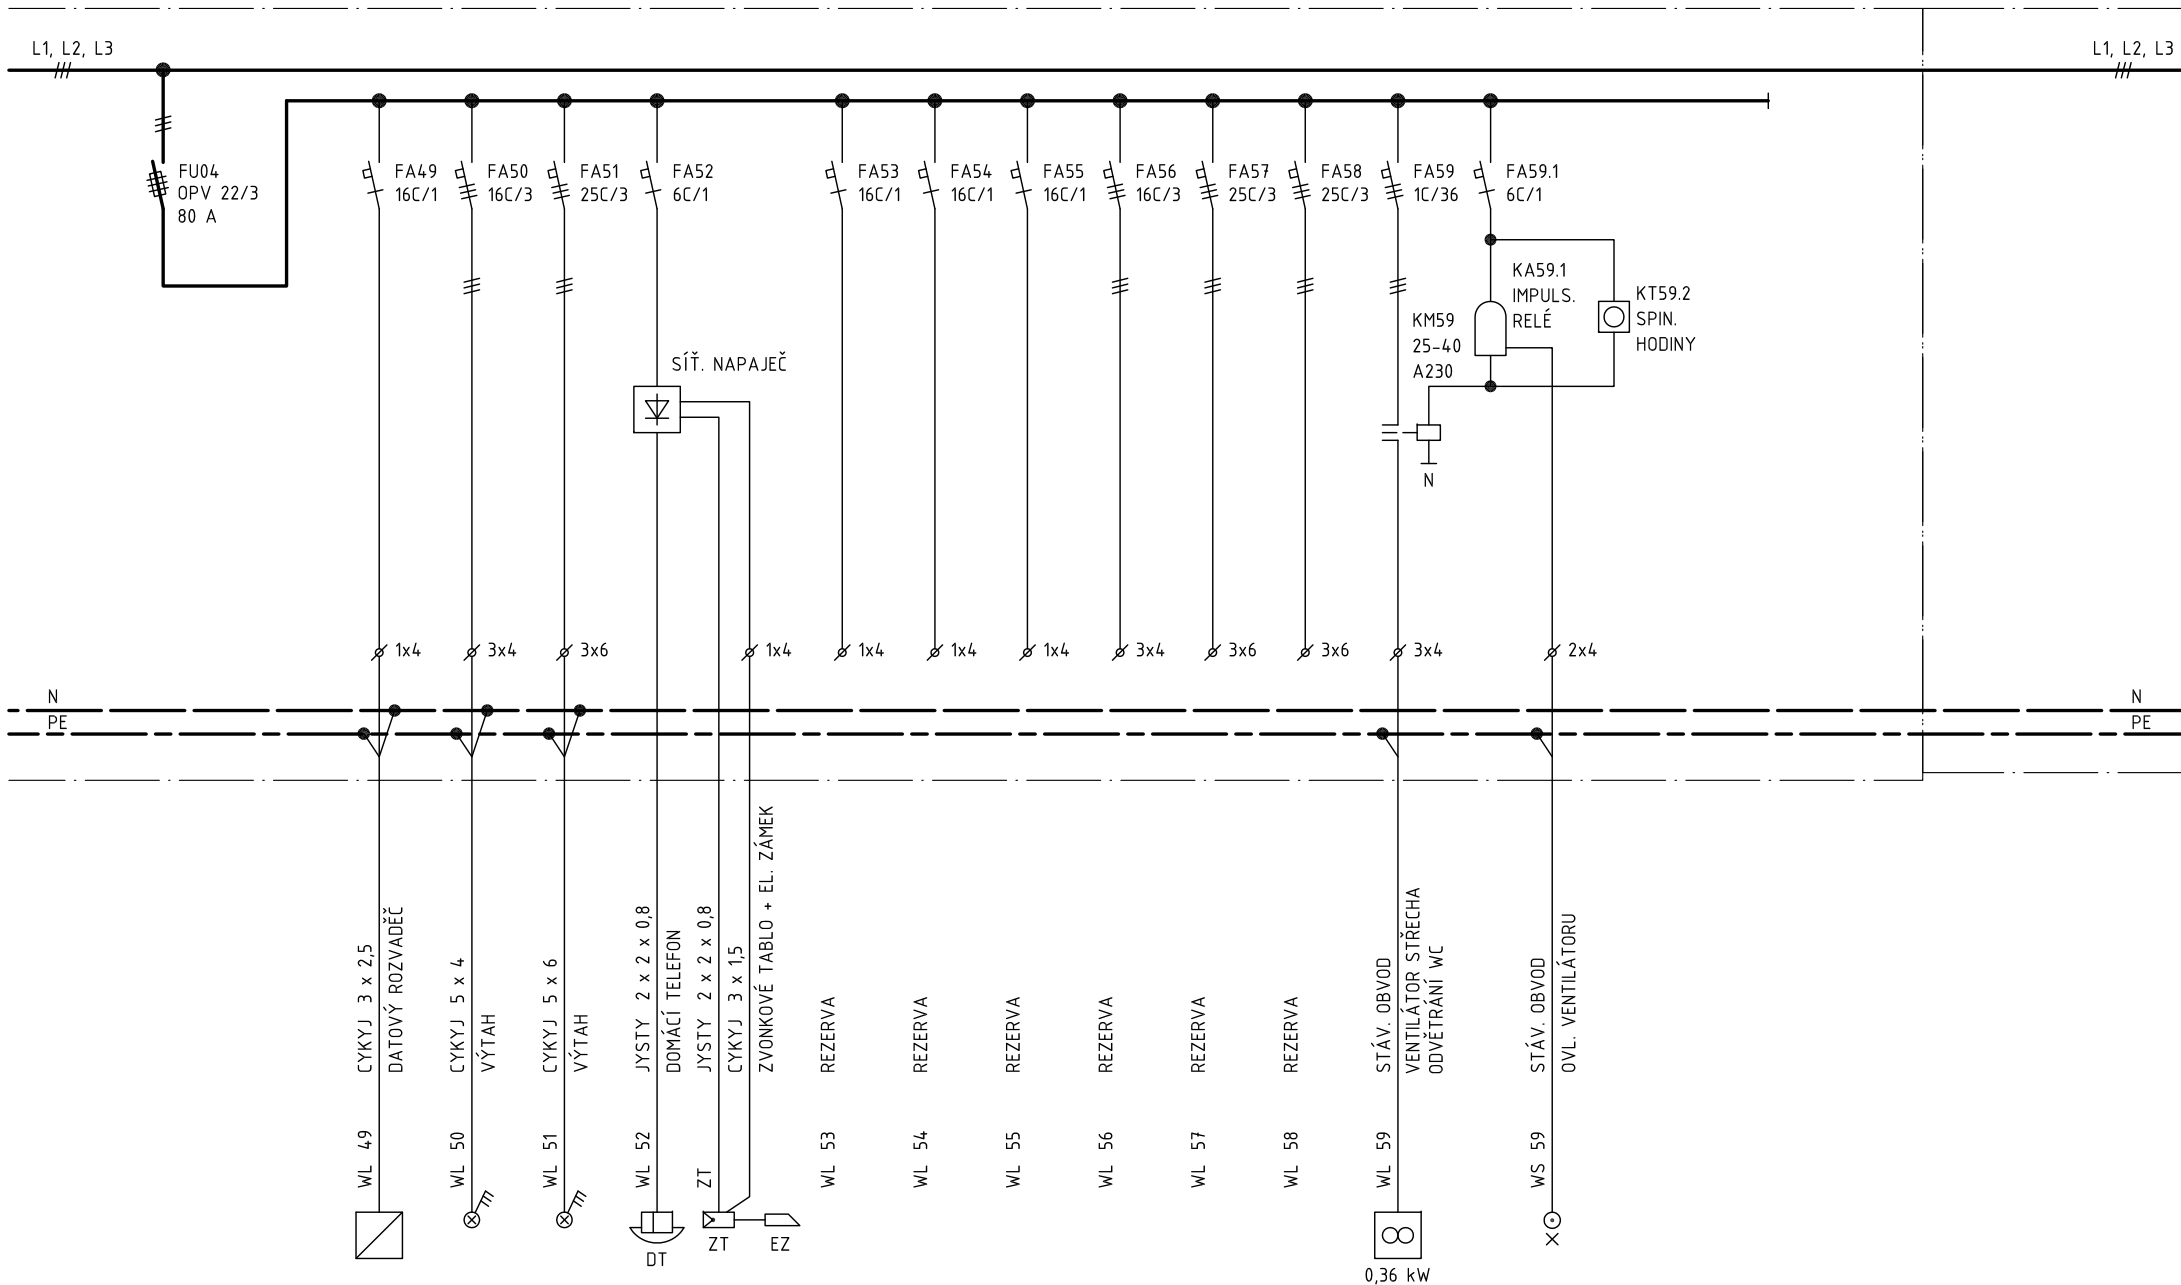 L1, L2, L3
L1, L2, L3
FU04
OPV 22/3
80 A
FA49
16C/1
FA50
16C/3
FA51
25C/3
FA52
6C/1
FA53
16C/1
FA54
16C/1
FA55
16C/1
FA56
16C/3
FA57
25C/3
FA58
25C/3
FA59
1C/36
FA59.1
6C/1
KA59.1
IMPULS.
RELÉ
KT59.2
SPIN.
HODINY
KM59
25-40
A230
SÍŤ. NAPAJEČ
N
1x4
3x4
3x6
1x4
1x4
1x4
1x4
3x4
3x6
3x6
3x4
2x4
N
PE
N
PE
WL 49 CYKYJ 3 x 2,5
DATOVÝ ROZVADĚČ
WL 50 CYKYJ 5 x 4
VÝTAH
WL 51 CYKYJ 5 x 6
VÝTAH
WL 52 JYSTY 2 x 2 x 0,8
DOMÁCÍ TELEFON
ZT JYSTY 2 x 2 x 0,8
CYKYJ 3 x 1,5
ZVONKOVÉ TABLO + EL. ZÁMEK
WL 53 REZERVA
WL 54 REZERVA
WL 55 REZERVA
WL 56 REZERVA
WL 57 REZERVA
WL 58 REZERVA
WL 59 STÁV. OBVOD
VENTILÁTOR STŘECHA
ODVĚTRÁNÍ WC
WS 59 STÁV. OBVOD
OVL. VENTILÁTORU
DT
ZT
EZ
0,36 kW